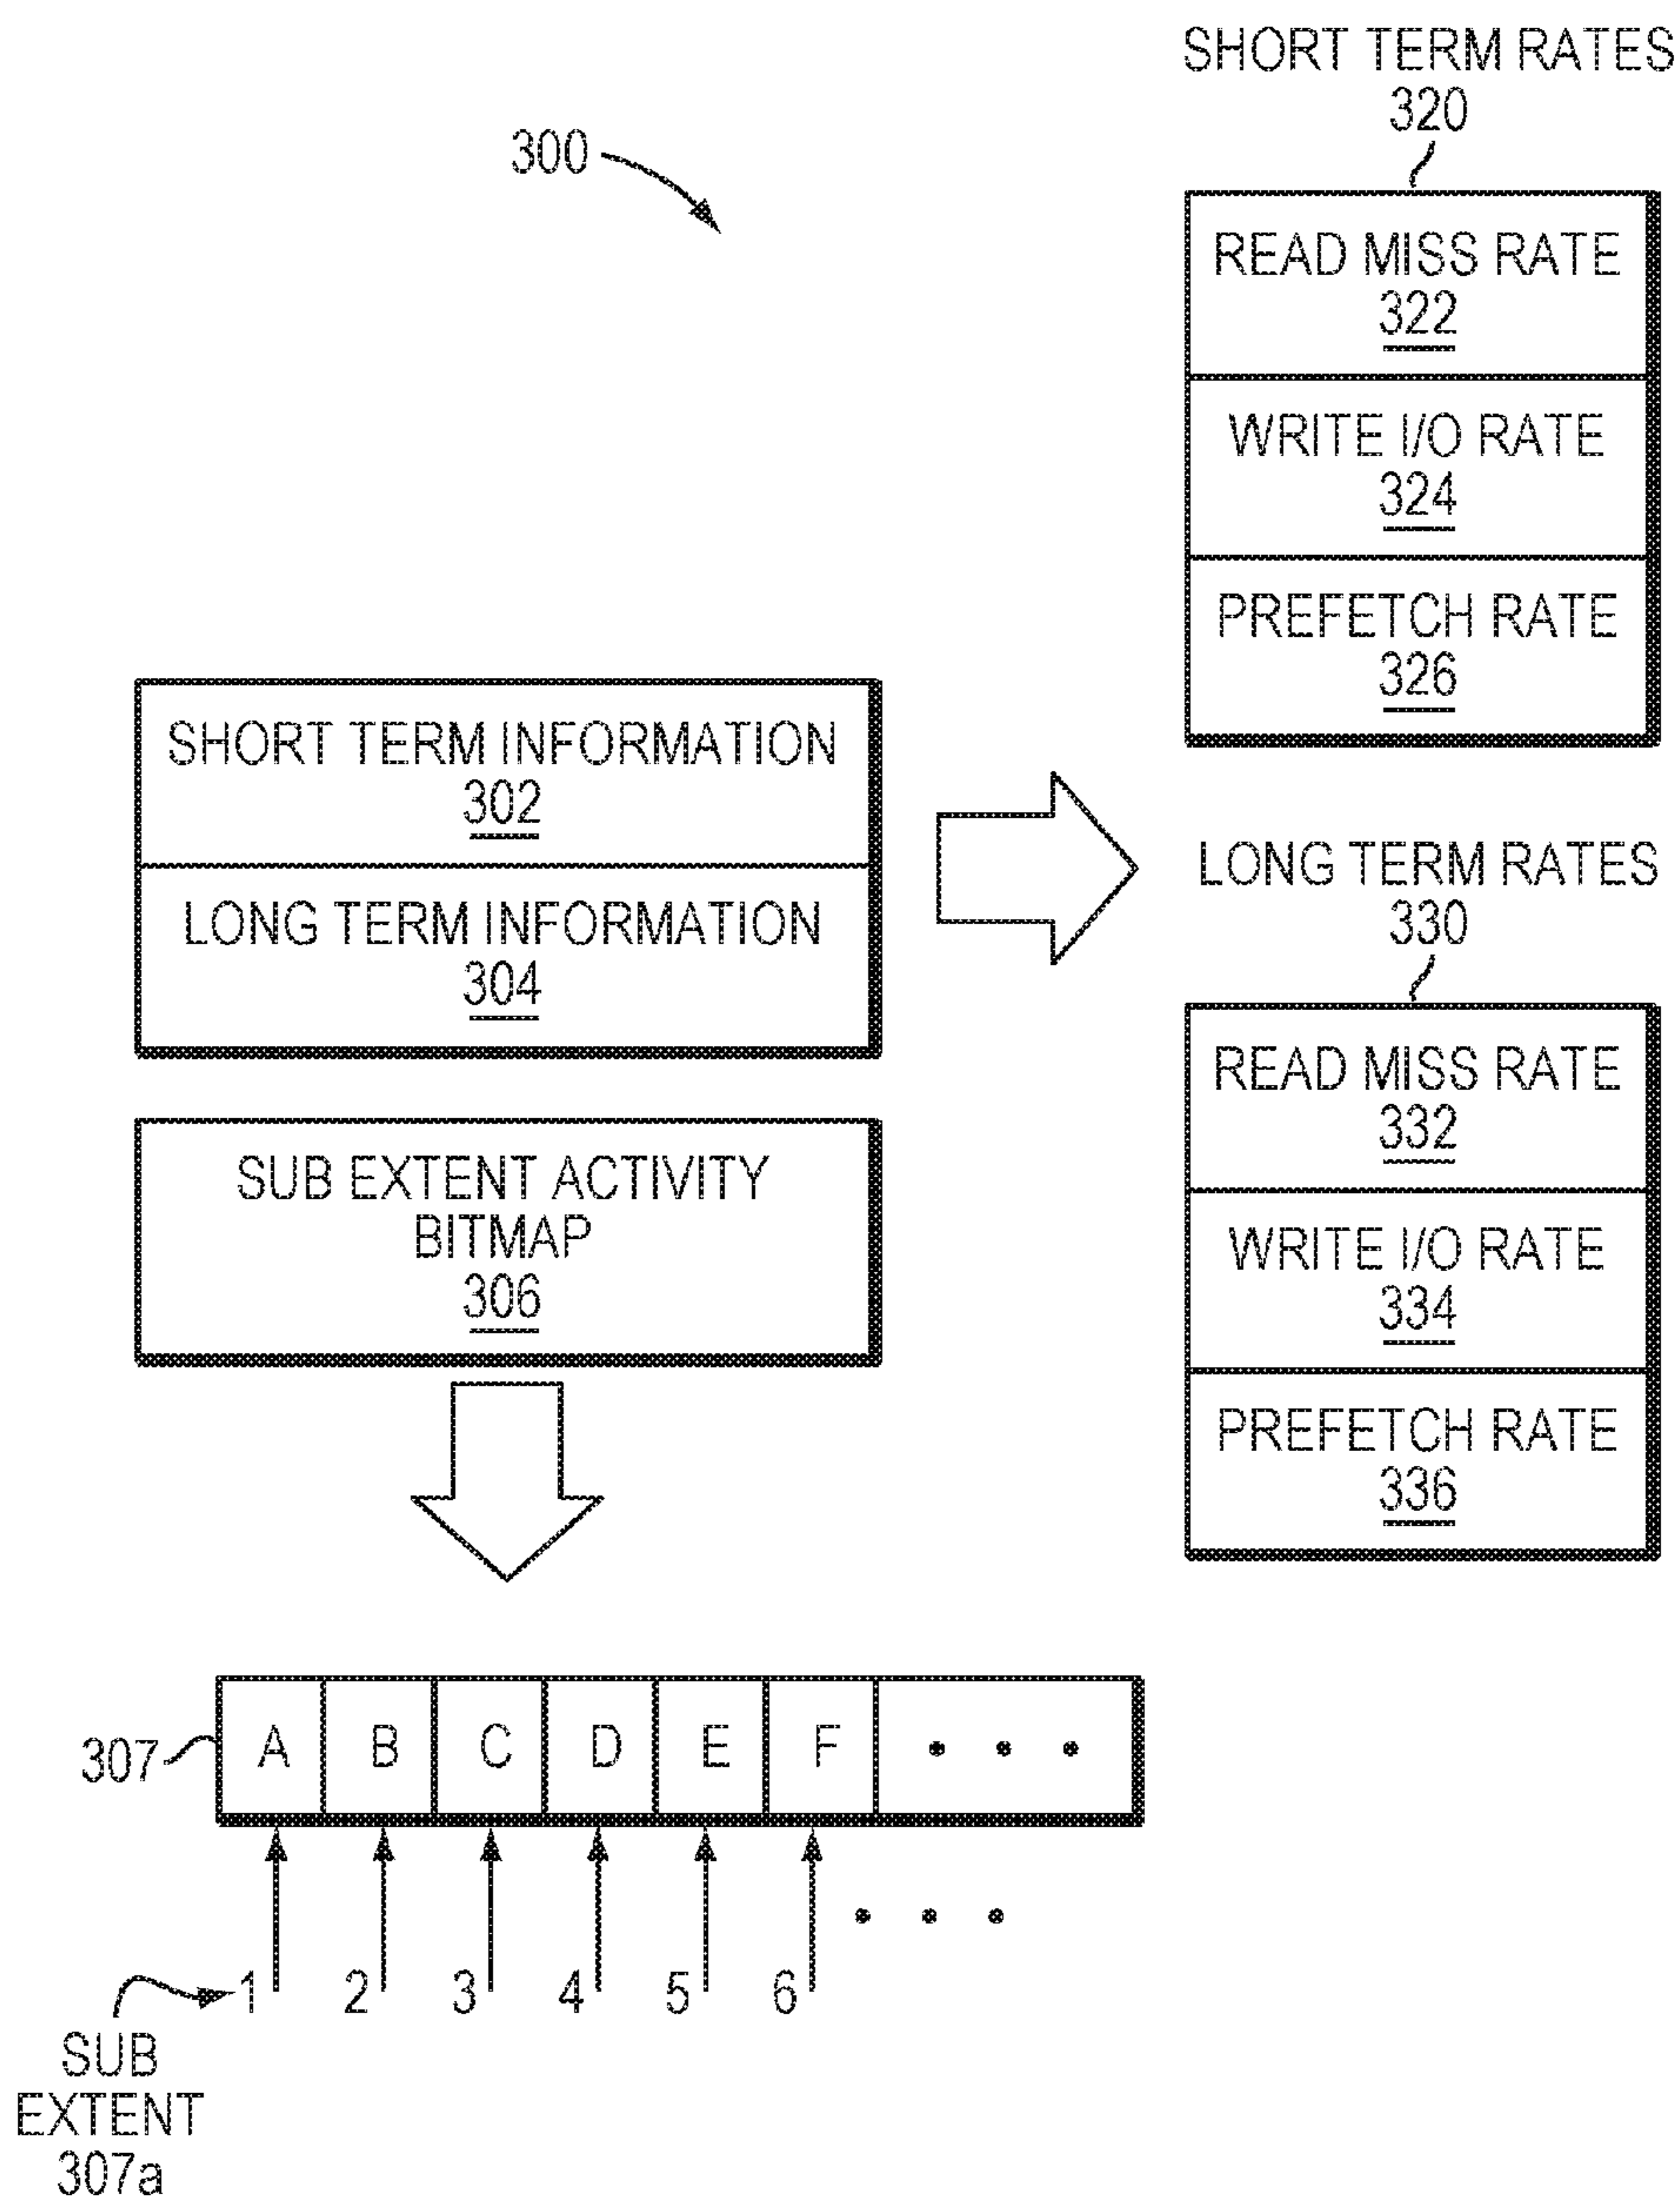 SHORT TERM RATES
320
300
READ MISS RATE
322
WRITE I/O RATE
324
PREFETCH RATE
326
SHORT TERM INFORMATION
302
LONG TERM INFORMATION
304
LONG TERM RATES
330
READ MISS RATE
332
WRITE I/O RATE
334
PREFETCH RATE
336
SUB EXTENT ACTIVITY
BITMAP
306
307 A B C D E F • • •
1 2 3 4 5 6 • • •
SUB
EXTENT
307a